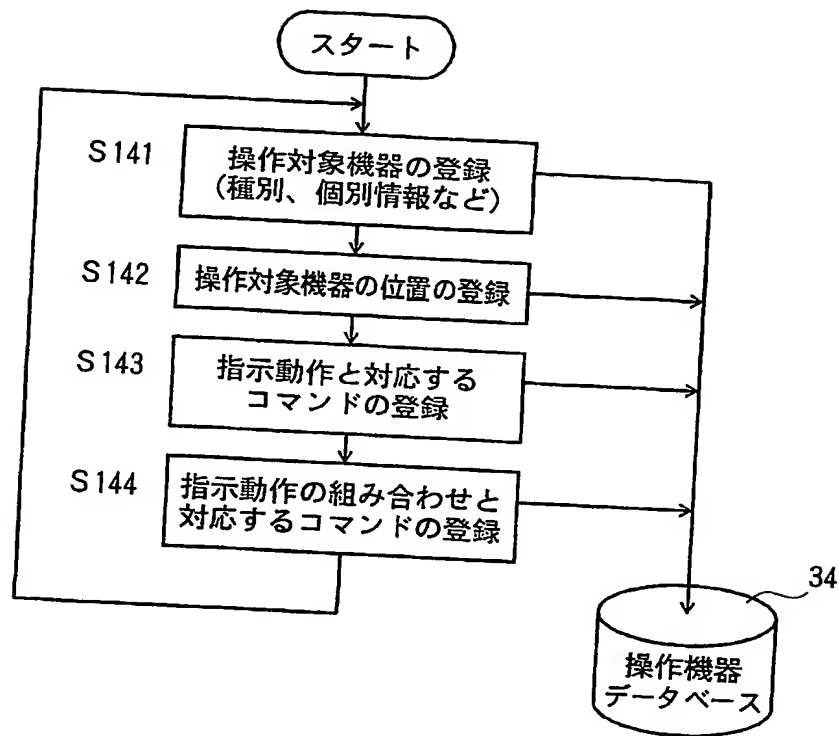 スタート
S141
操作対象機器の登録
（種別、個別情報など）
S142
操作対象機器の位置の登録
S143
指示動作と対応する
コマンドの登録
S144
指示動作の組み合わせと
対応するコマンドの登録
34
操作機器
データベース